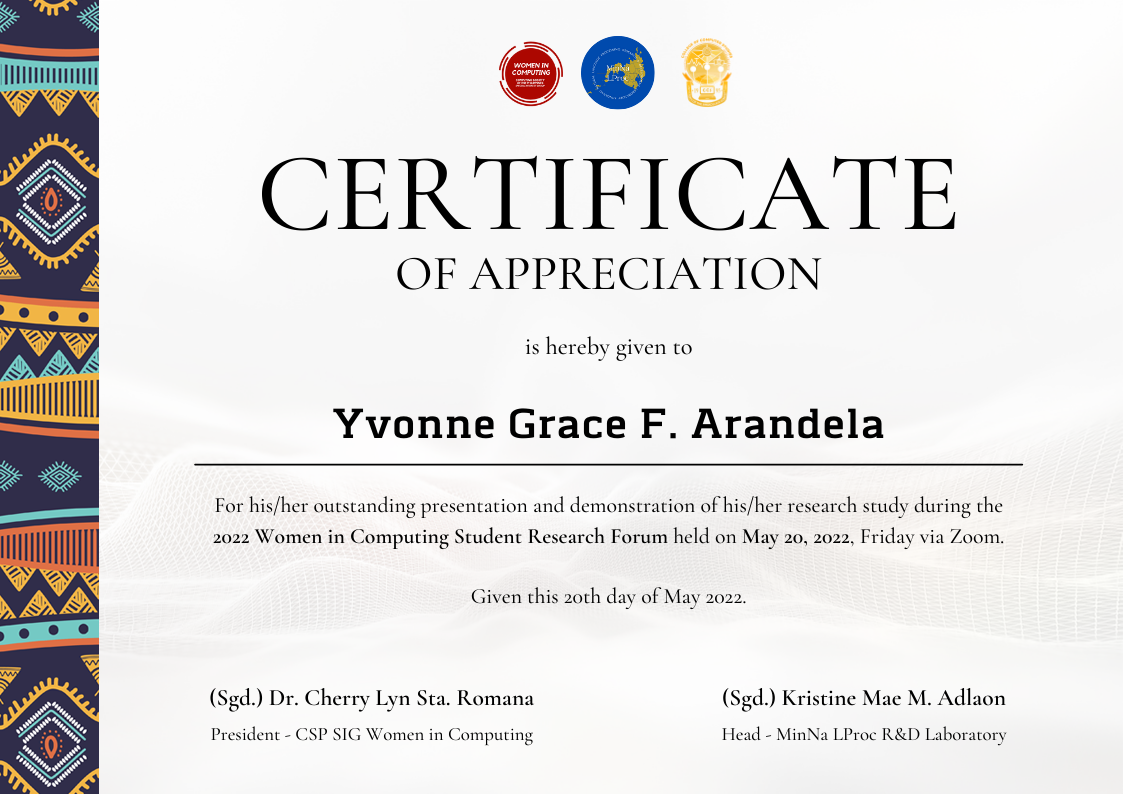 WOMEN IN
COMPUTING
MinNa
LProc
CERTIFICATE
OF APPRECIATION
is hereby given to
Yvonne Grace F. Arandela
For his/her outstanding presentation and demonstration of his/her research study during the
2022 Women in Computing Student Research Forum held on May 20, 2022, Friday via Zoom.
Given this 20th day of May 2022.
(Sgd.) Dr. Cherry Lyn Sta. Romana
President - CSP SIG Women in Computing
(Sgd.) Kristine Mae M. Adlaon
Head - MinNa LProc R&D Laboratory